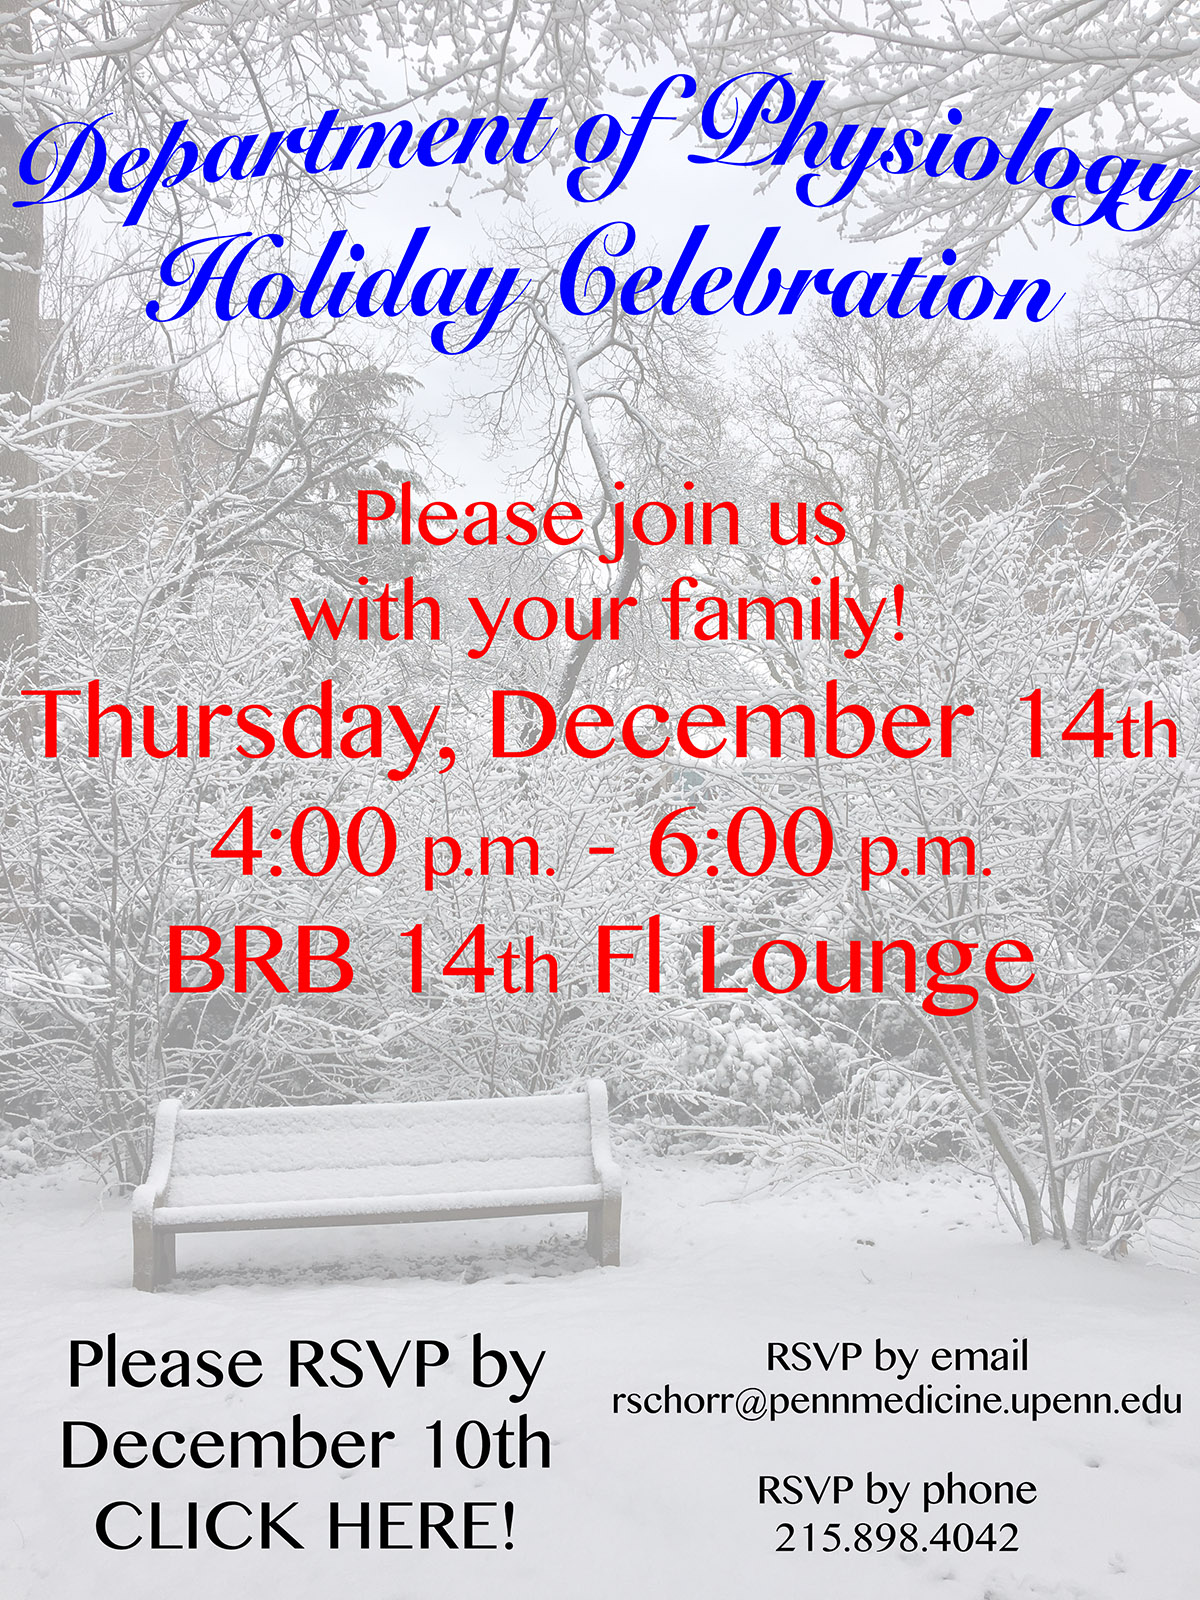 Department of Physiology
Holiday Celebration
Please join us
with your family!
Thursday, December 14th
4:00 p.m. - 6:00 p.m.
BRB 14th Fl Lounge
Please RSVP by
December 10th
CLICK HERE!
RSVP by email
rschorr@pennmedicine.upenn.edu
RSVP by phone
215.898.4042